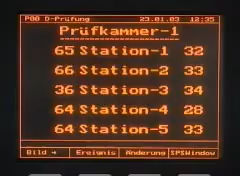 P00 D-Prüfung 23.01.03 12:35
Prüfkammer-1
65 Station-1 32
66 Station-2 33
36 Station-3 34
64 Station-4 28
64 Station-5 33
Bild → Ereignis Änderung SPSWindow